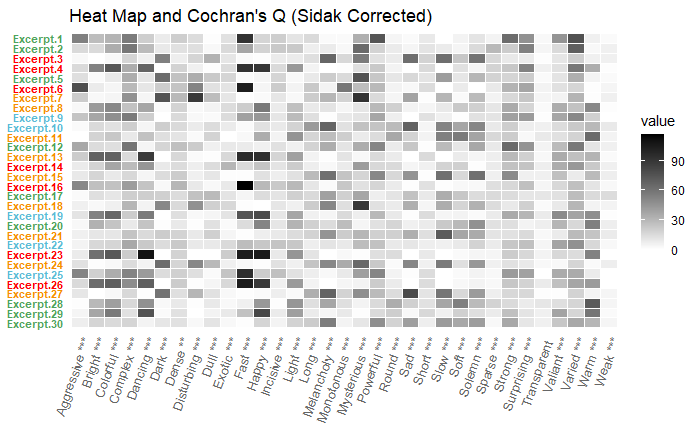 Heat Map and Cochran's Q (Sidak Corrected)
Excerpt.1
Excerpt.2
Excerpt.3
Excerpt.4
Excerpt.5
Excerpt.6
Excerpt.7
Excerpt.8
Excerpt.9
Excerpt.10
Excerpt.11
Excerpt.12
Excerpt.13
Excerpt.14
Excerpt.15
Excerpt.16
Excerpt.17
Excerpt.18
Excerpt.19
Excerpt.20
Excerpt.21
Excerpt.22
Excerpt.23
Excerpt.24
Excerpt.25
Excerpt.26
Excerpt.27
Excerpt.28
Excerpt.29
Excerpt.30
value
90
60
30
0
Aggressive ***
Bright ***
Colorful ***
Complex ***
Dancing ***
Dark ***
Dense **
Disturbing ***
Dull ***
Exotic ***
Fast ***
Happy ***
Incisive ***
Light ***
Long ***
Melancholy ***
Monotonous ***
Mysterious ***
Powerful ***
Round ***
Sad ***
Short ***
Slow ***
Soft ***
Solemn ***
Sparse **
Strong ***
Surprising ***
Transparent
Valiant ***
Varied ***
Warm ***
Weak ***